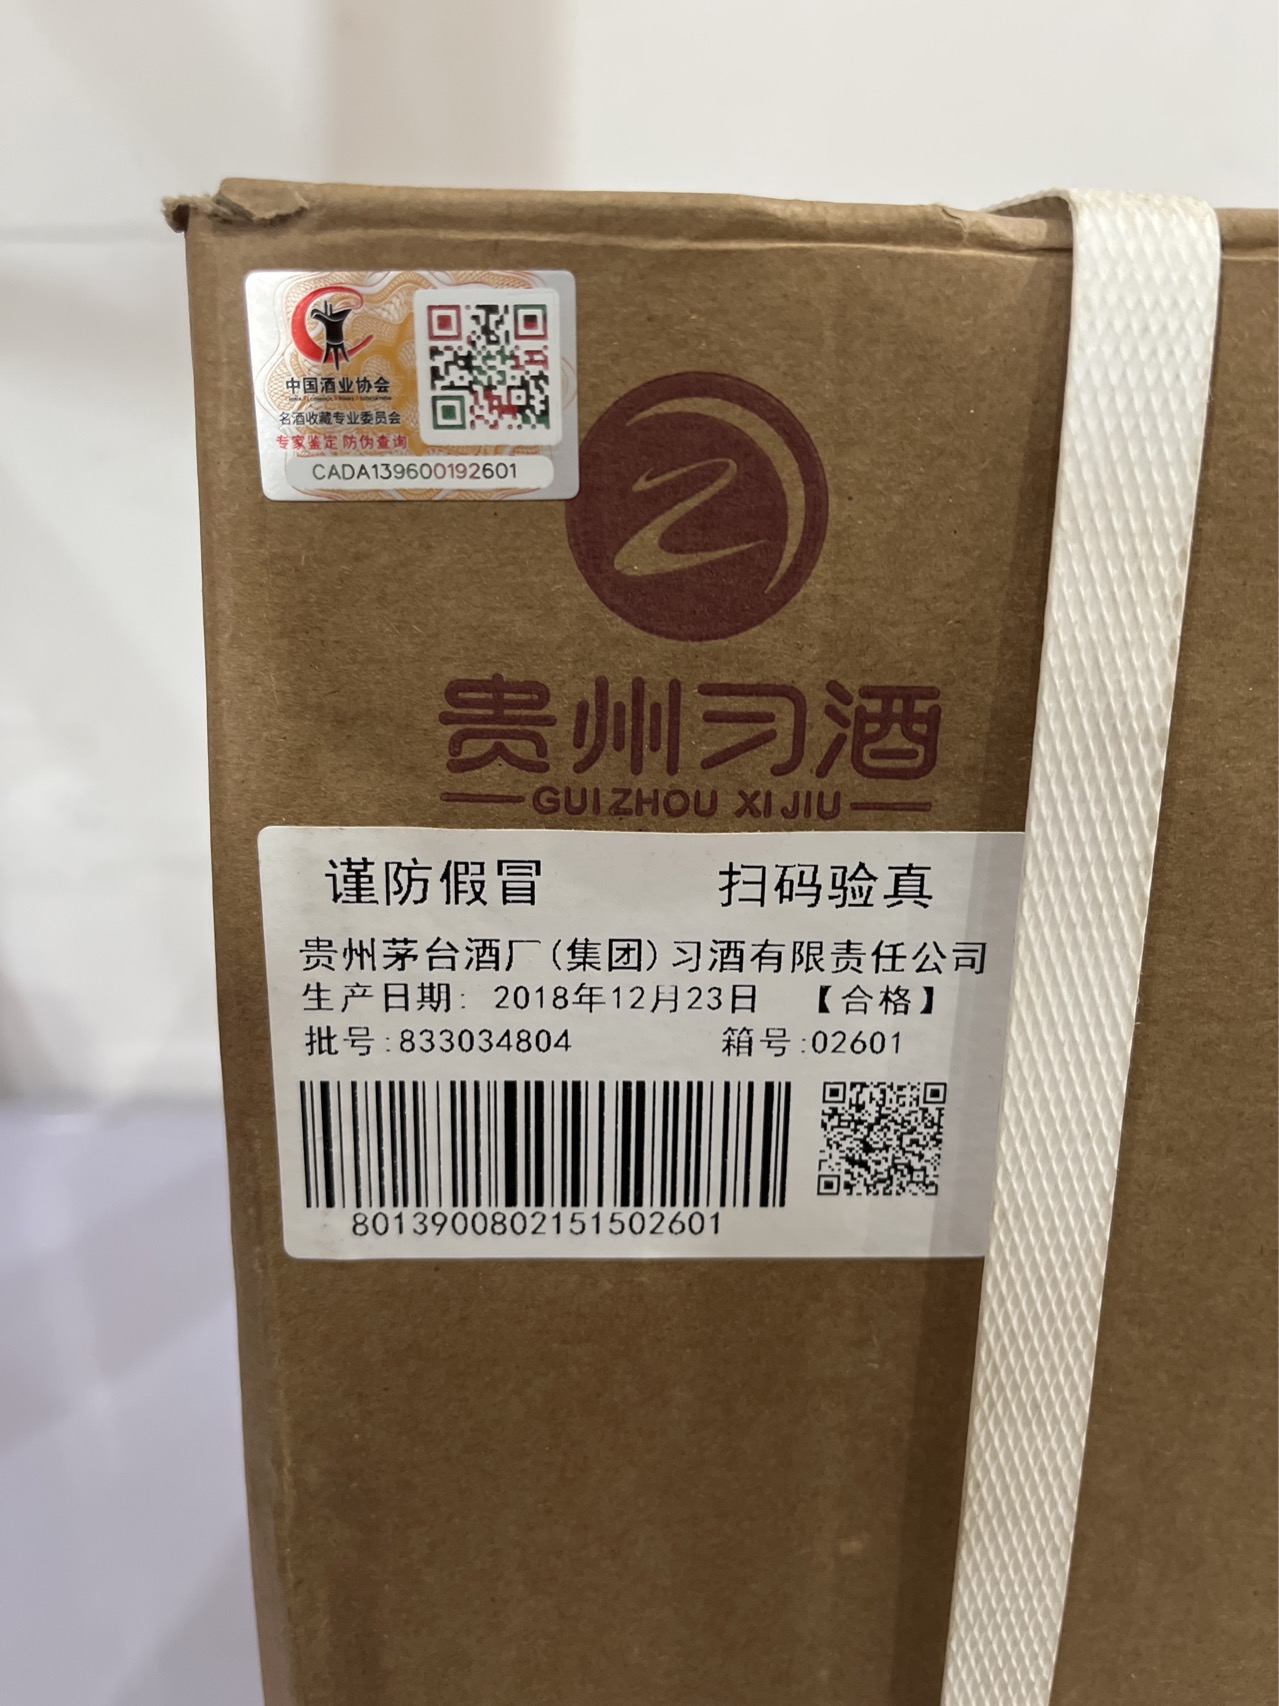 中国酒业协会
名酒收藏专业委员会
专家鉴定 防伪查询
CADA139600192601
贵州习酒
GUIZHOU XIJIU
谨防假冒 扫码验真
贵州茅台酒厂(集团)习酒有限责任公司
生产日期: 2018年12月23日 【合格】
批号:833034804 箱号:02601
8013900802151502601